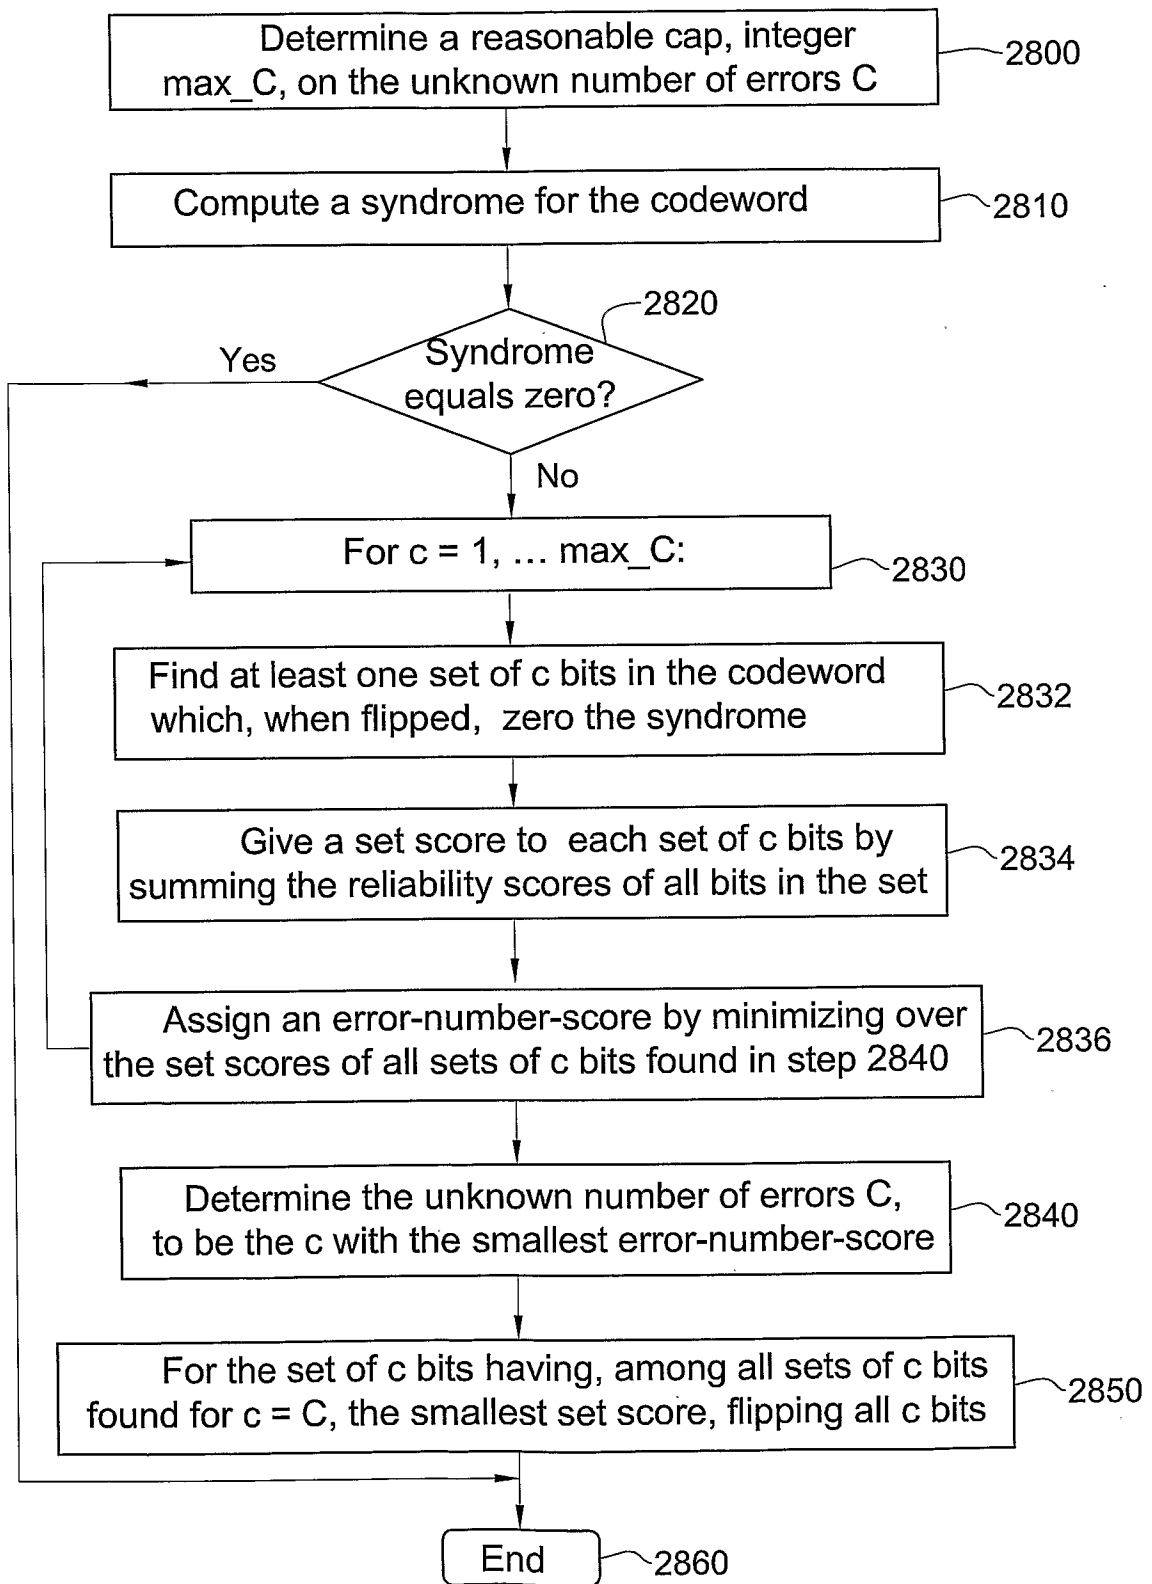 Determine a reasonable cap, integer
max_C, on the unknown number of errors C
2800
Compute a syndrome for the codeword
2810
2820
Syndrome
equals zero?
Yes
No
For c = 1, ... max_C:
2830
Find at least one set of c bits in the codeword
which, when flipped, zero the syndrome
2832
Give a set score to each set of c bits by
summing the reliability scores of all bits in the set
2834
Assign an error-number-score by minimizing over
the set scores of all sets of c bits found in step 2840
2836
Determine the unknown number of errors C,
to be the c with the smallest error-number-score
2840
For the set of c bits having, among all sets of c bits
found for c = C, the smallest set score, flipping all c bits
2850
End
2860